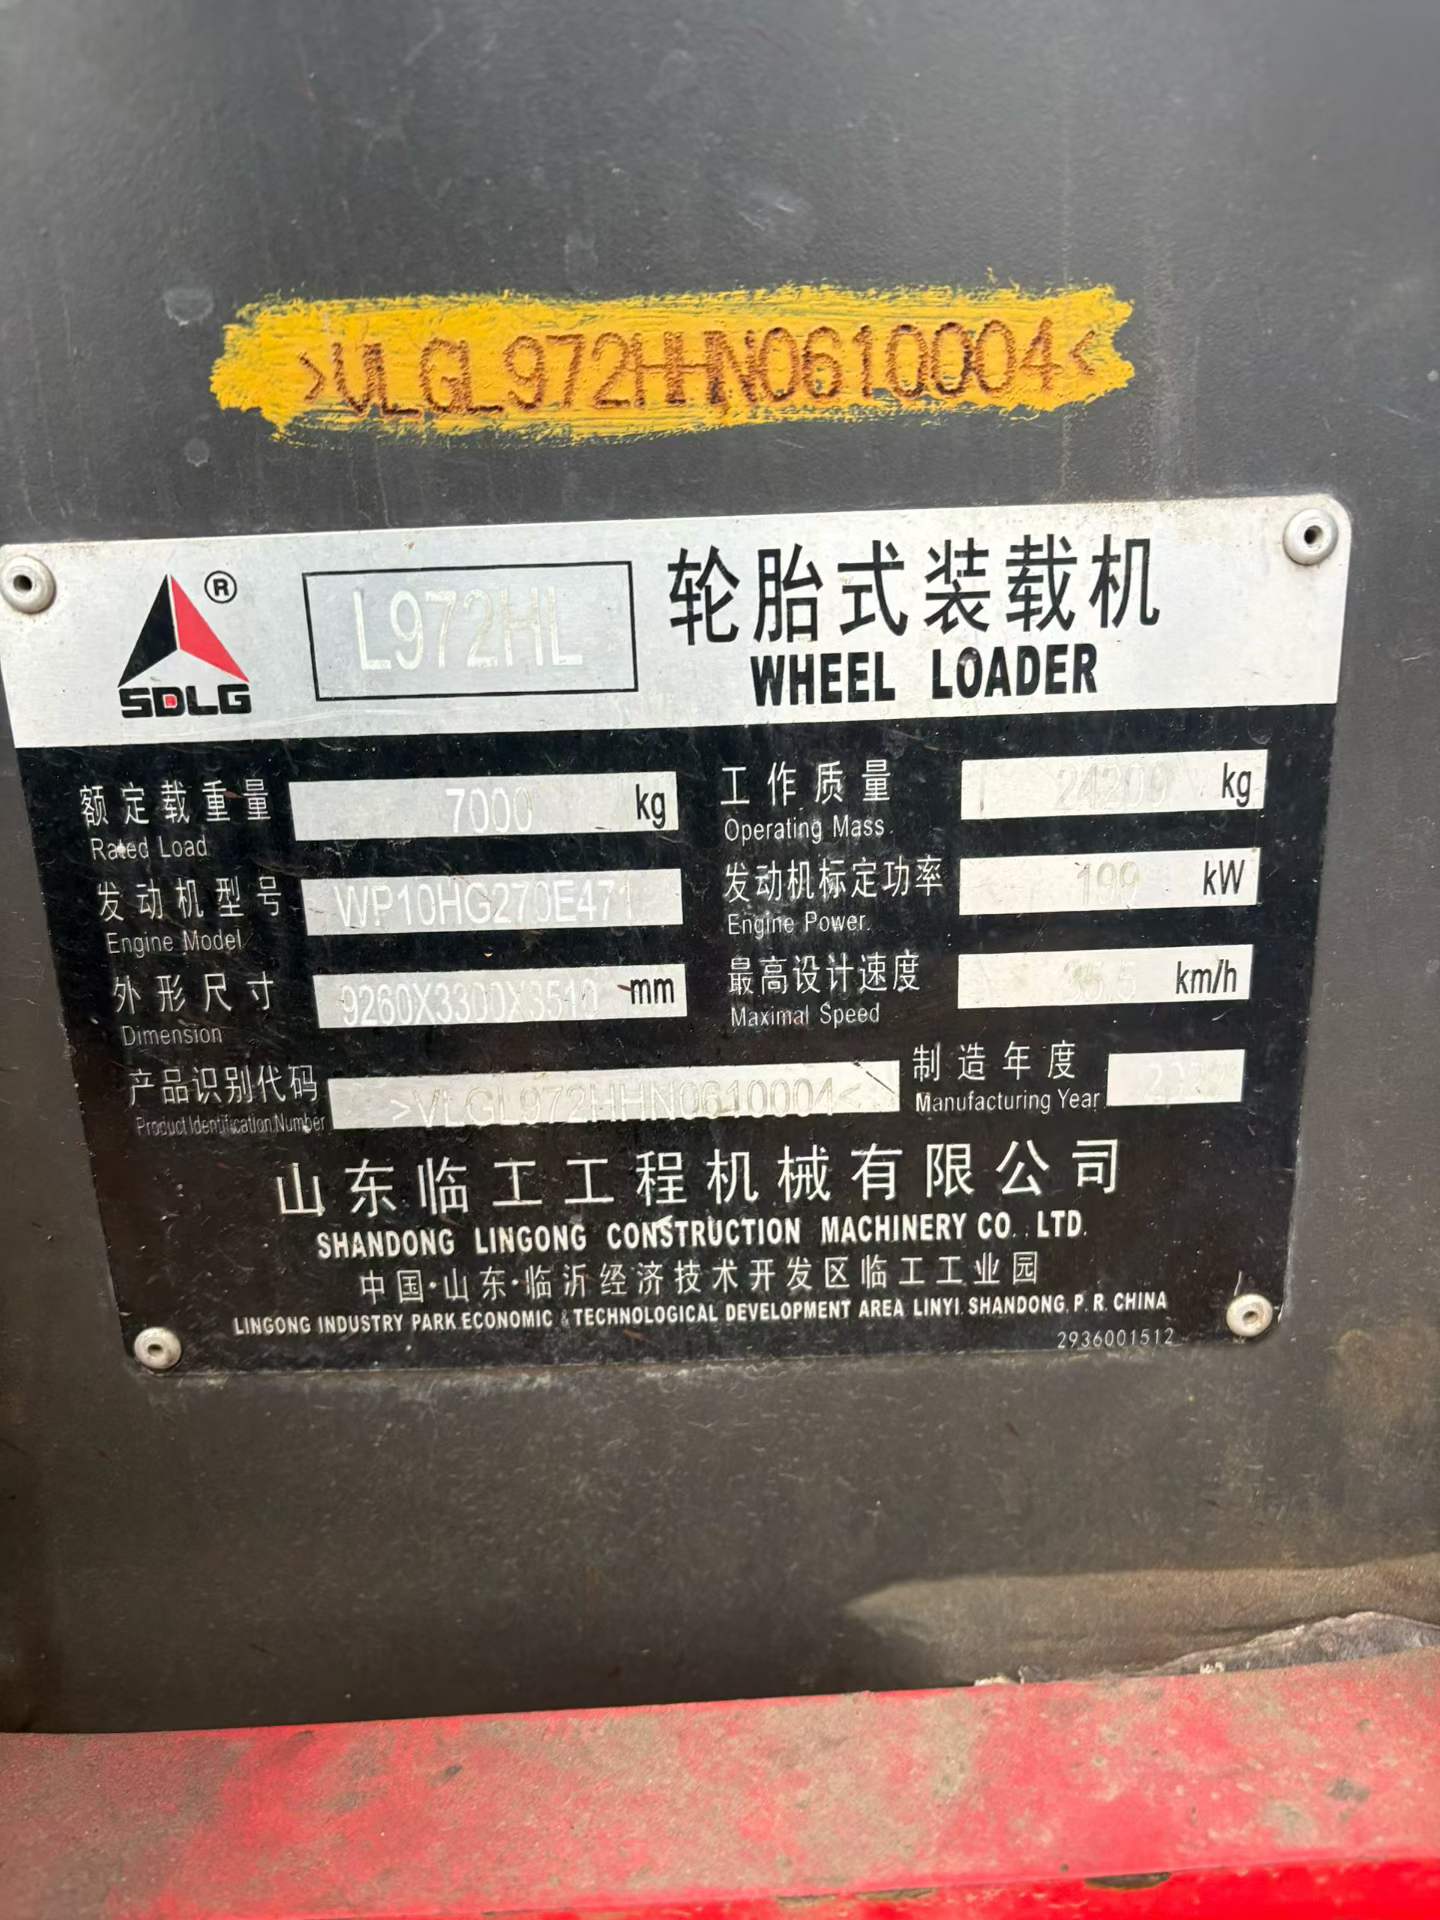 >VLGL972HHN0610004<
SDLG ®
L972HL
轮胎式装载机
WHEEL LOADER
额定载重量 7000 kg
Rated Load
工作质量 24200 kg
Operating Mass
发动机型号 WP10HG270E471
Engine Model
发动机标定功率 199 kW
Engine Power
外形尺寸 9260X3300X3510 mm
Dimension
最高设计速度 km/h
Maximal Speed
产品识别代码 >VLGL972HHN0610004<
Product Identification Number
制造年度
Manufacturing Year
山东临工工程机械有限公司
SHANDONG LINGONG CONSTRUCTION MACHINERY CO.,LTD.
中国·山东·临沂经济技术开发区临工工业园
LINGONG INDUSTRY PARK ECONOMIC & TECHNOLOGICAL DEVELOPMENT AREA LINYI. SHANDONG. P. R. CHINA
2936001512